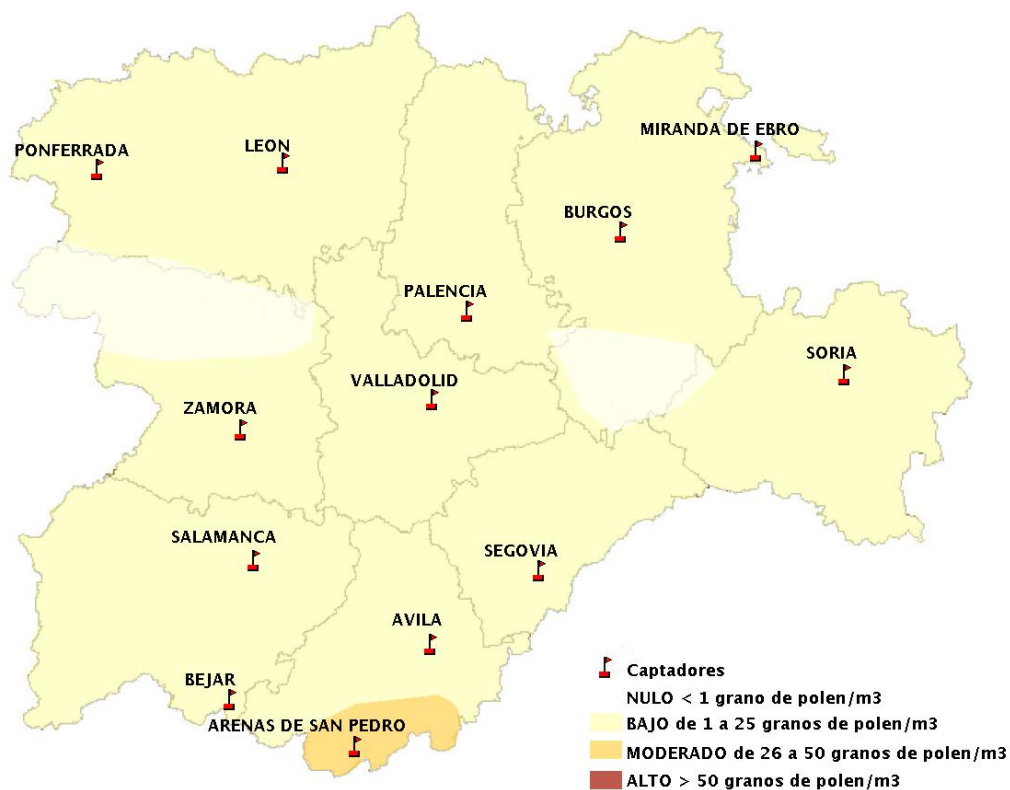 MIRANDA DE EBRO
PONFERRADA
LEON
BURGOS
PALENCIA
SORIA
VALLADOLID
ZAMORA
SALAMANCA
SEGOVIA
AVILA
BEJAR
ARENAS DE SAN PEDRO
Captadores
NULO < 1 grano de polen/m3
BAJO de 1 a 25 granos de polen/m3
MODERADO de 26 a 50 granos de polen/m3
ALTO > 50 granos de polen/m3